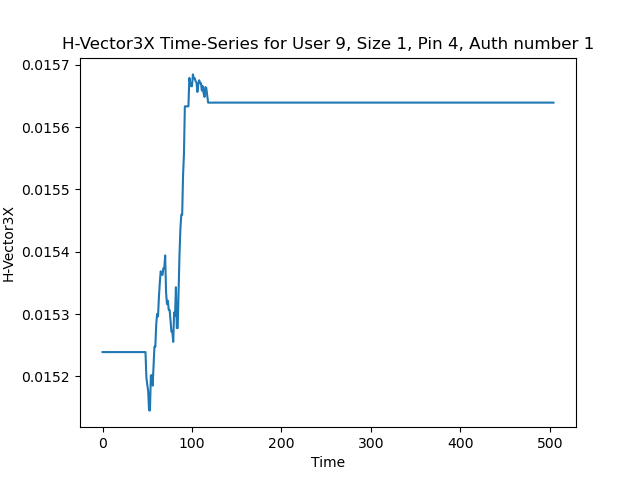 H-Vector3X Time-Series for User 9, Size 1, Pin 4, Auth number 1
0.0157
0.0156
0.0155
0.0154
0.0153
0.0152
H-Vector3X
0 100 200 300 400 500
Time